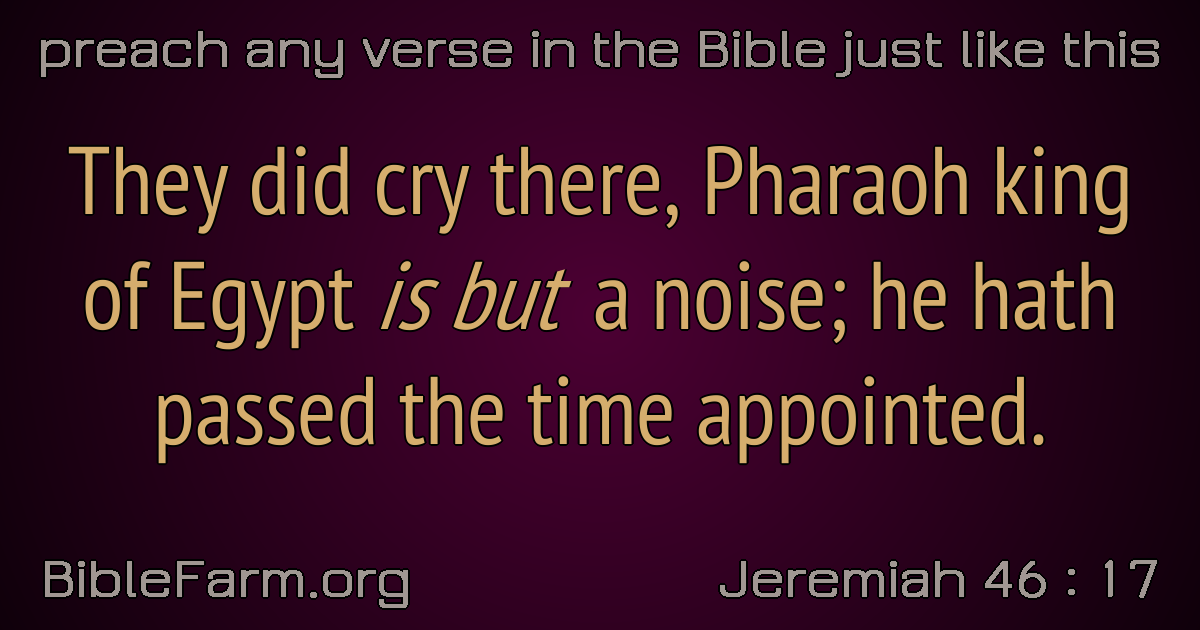 preach any verse in the Bible just like this
They did cry there, Pharaoh king
of Egypt is but a noise; he hath
passed the time appointed.
BibleFarm.org
Jeremiah 46 : 17